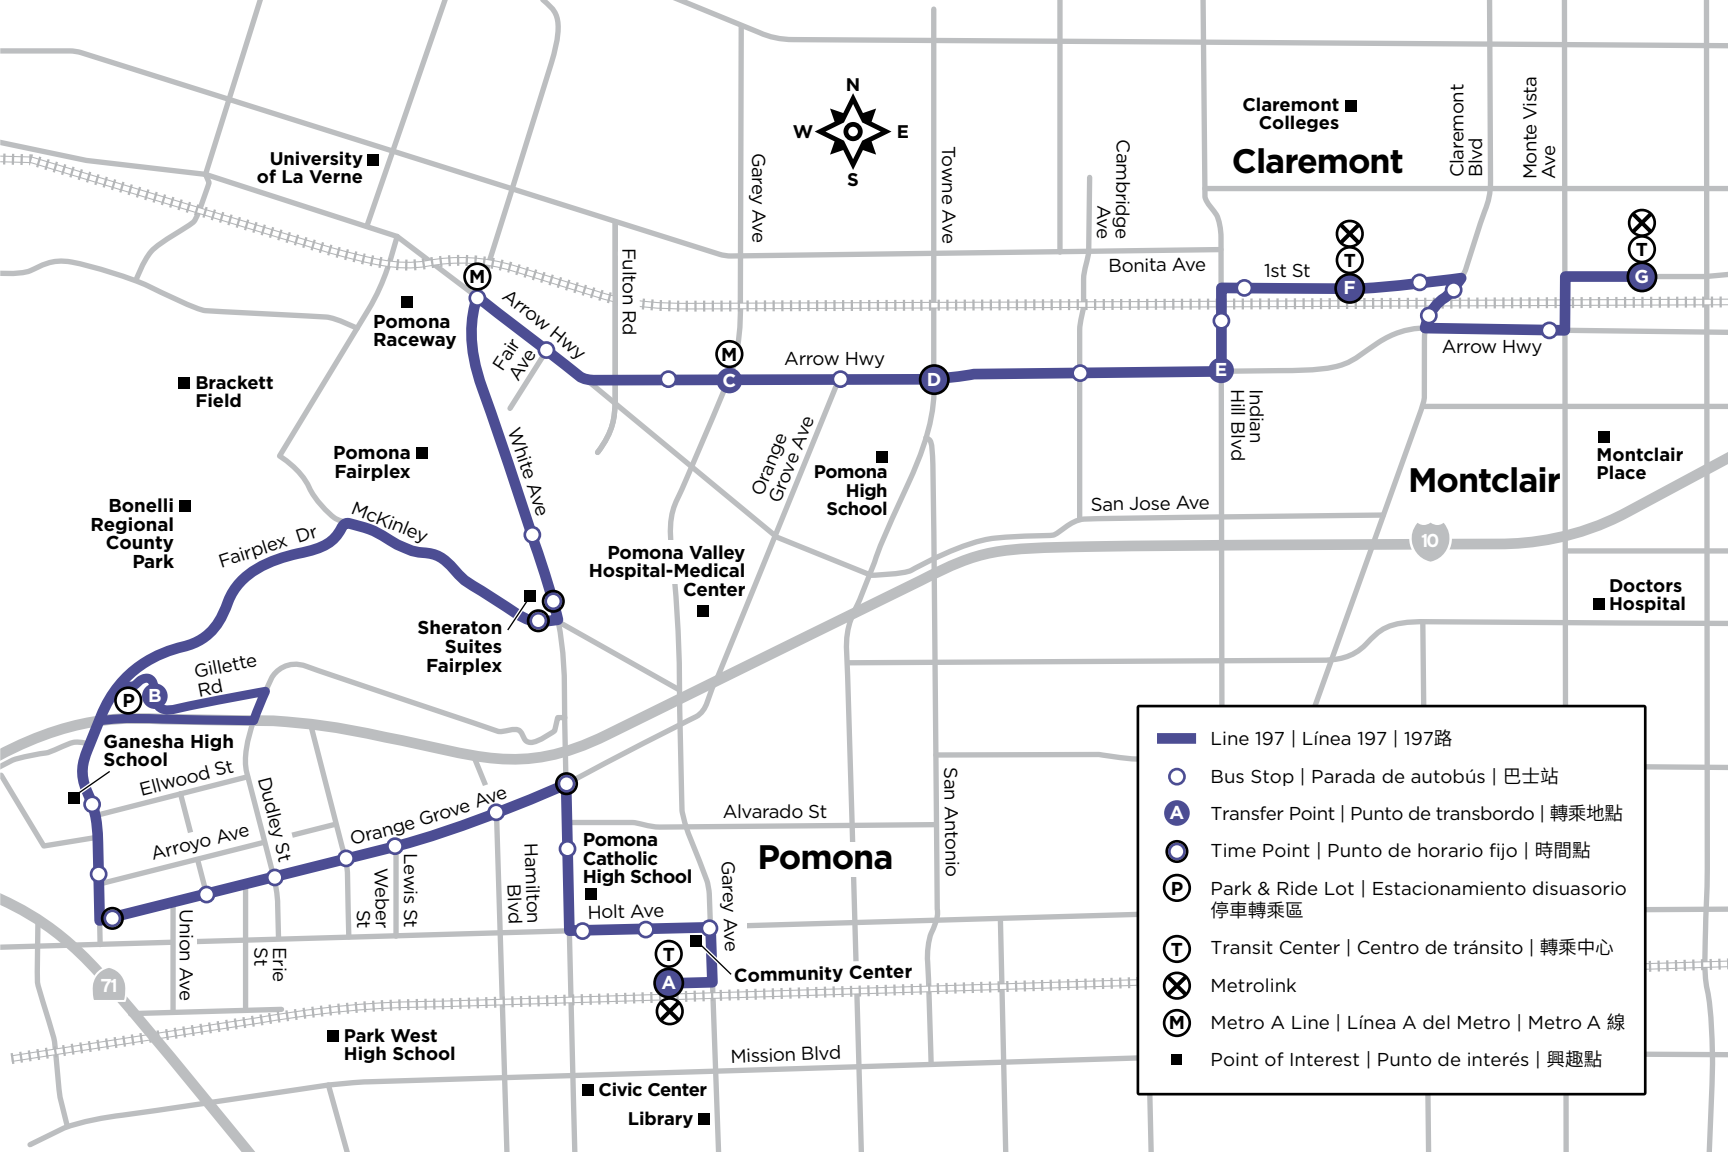 N
W
E
S
University
of La Verne
Garey Ave
Towne Ave
Cambridge
Ave
Claremont
Colleges
Claremont
Claremont
Blvd
Monte Vista
Ave
M
Pomona
Raceway
Arrow Hwy
Fair
Ave
Fulton Rd
Bonita Ave
1st St
T
F
T
G
M
C
Arrow Hwy
D
E
Arrow Hwy
Brackett
Field
Indian
Hill Blvd
Pomona
Fairplex
White Ave
Orange
Grove Ave
Pomona
High
School
Montclair
Montclair
Place
Bonelli
Regional
County
Park
Fairplex Dr
McKinley
San Jose Ave
10
Pomona Valley
Hospital-Medical
Center
Doctors
Hospital
Sheraton
Suites
Fairplex
Gillette
Rd
P
B
Ganesha High
School
Ellwood St
Dudley St
Arroyo Ave
Orange Grove Ave
Alvarado St
San Antonio
Pomona
Pomona
Catholic
High School
Hamilton
Blvd
Lewis St
Weber
St
Union Ave
Erie
St
Holt Ave
Garey Ave
T
A
Community Center
71
Park West
High School
Mission Blvd
Civic Center
Library
Line 197 | Línea 197 | 197路
Bus Stop | Parada de autobús | 巴士站
A Transfer Point | Punto de transbordo | 轉乘地點
Time Point | Punto de horario fijo | 時間點
P Park & Ride Lot | Estacionamiento disuasorio
停車轉乘區
T Transit Center | Centro de tránsito | 轉乘中心
Metrolink
M Metro A Line | Línea A del Metro | Metro A 線
Point of Interest | Punto de interés | 興趣點